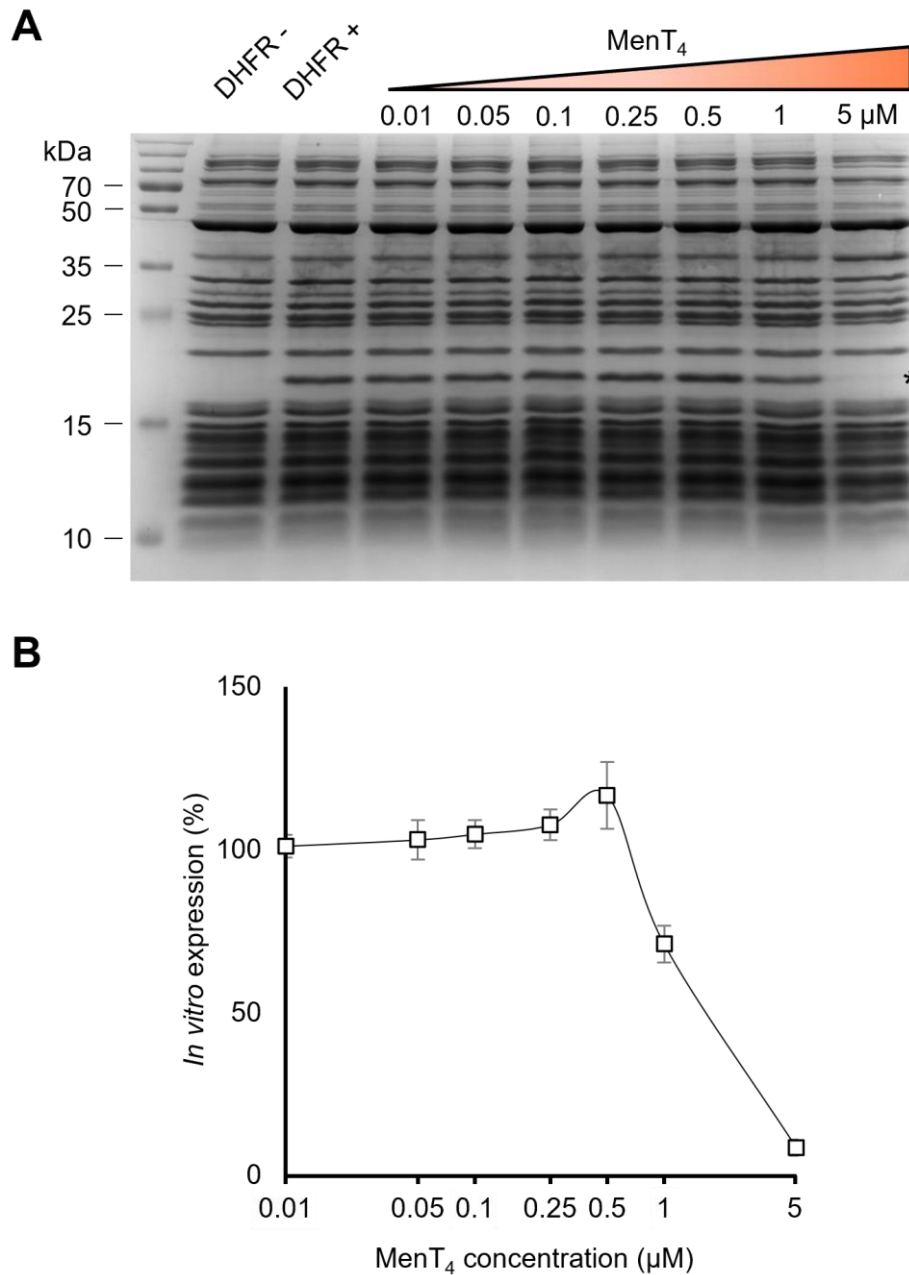 A
DHFR -
DHFR +
MenT₄
0.01 0.05 0.1 0.25 0.5 1 5 µM
kDa
70
50
35
25
*
15
10
B
150
100
50
0
In vitro expression (%)
0.01 0.05 0.1 0.25 0.5 1 5
MenT₄ concentration (µM)